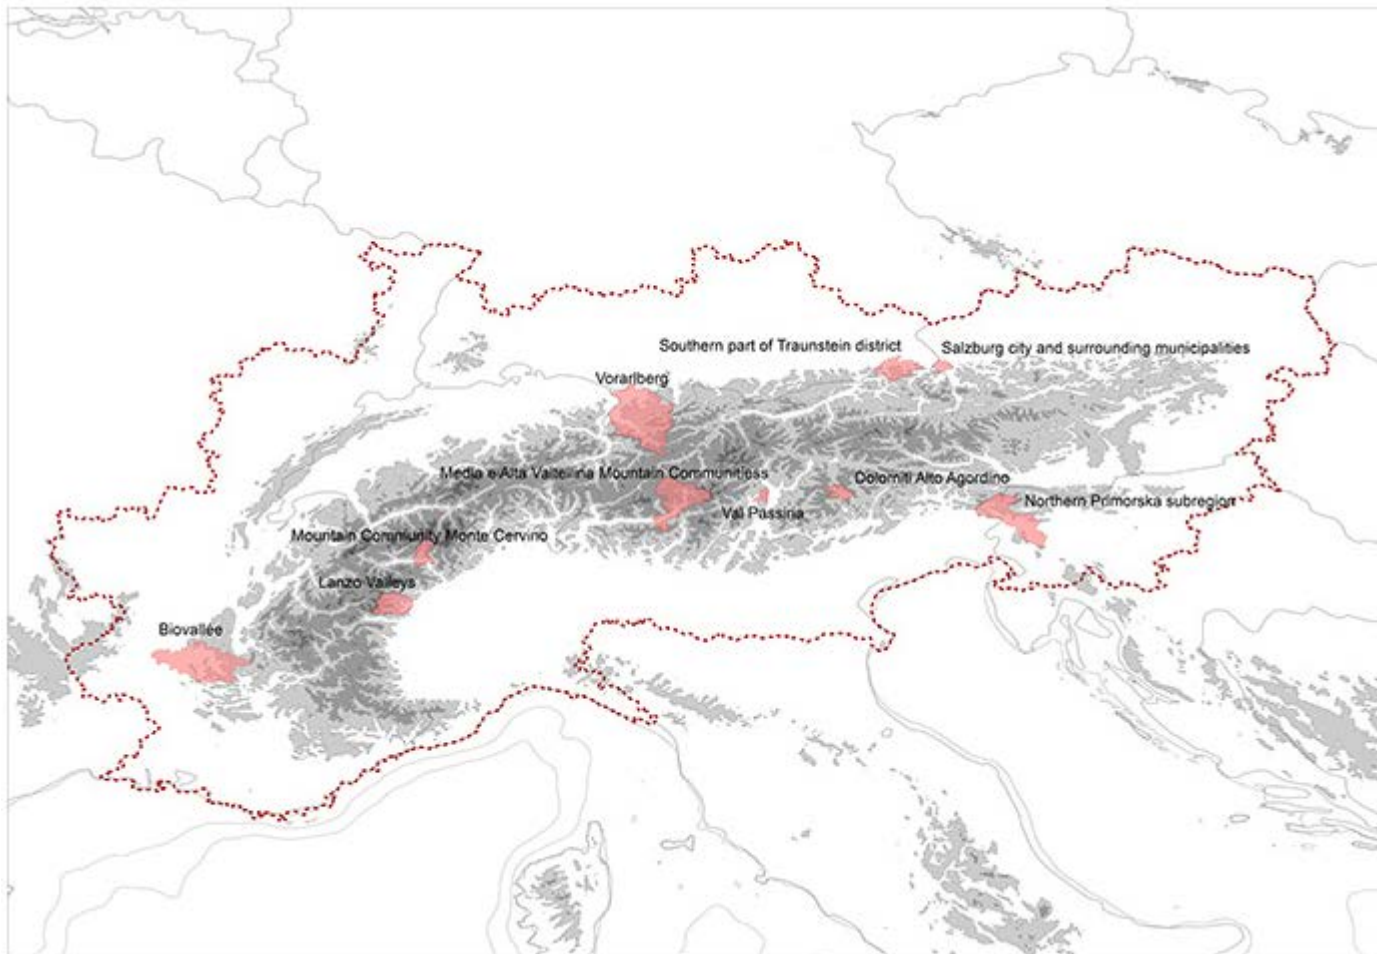 Southern part of Traunstein district
Salzburg city and surrounding municipalities
Vorarlberg
Media e Alta Valtellina Mountain Communitiess
Dolomiti Alto Agordino
Val Passiria
Northern Primorska subregion
Mountain Community Monte Cervino
Lanzo Valleys
Biovallée